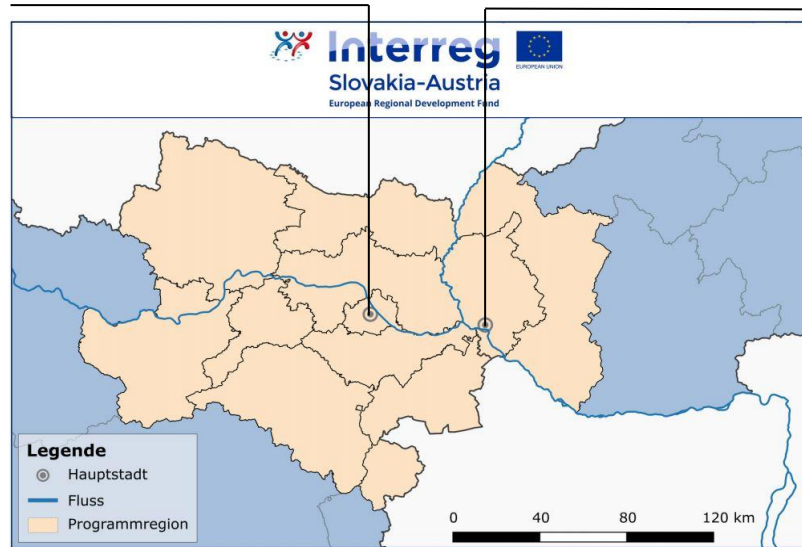 Interreg
EUROPEAN UNION
Slovakia-Austria
European Regional Development Fund
Legende
Hauptstadt
Fluss
Programmregion
0 40 80 120 km